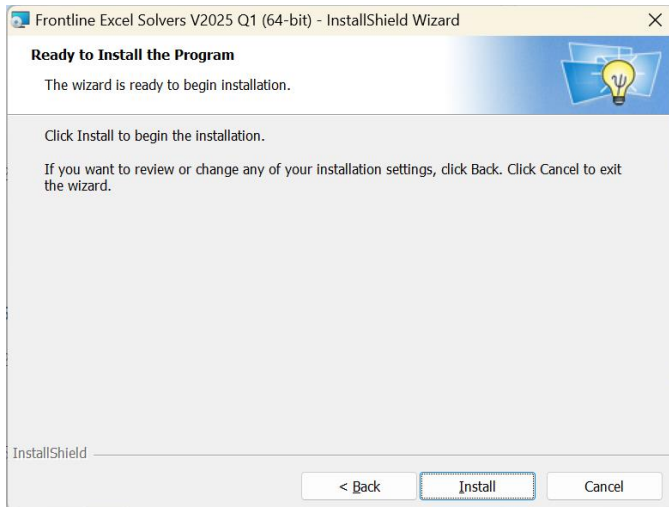 Frontline Excel Solvers V2025 Q1 (64-bit) - InstallShield Wizard
Ready to Install the Program
The wizard is ready to begin installation.
Click Install to begin the installation.
If you want to review or change any of your installation settings, click Back. Click Cancel to exit
the wizard.
InstallShield
< Back
Install
Cancel